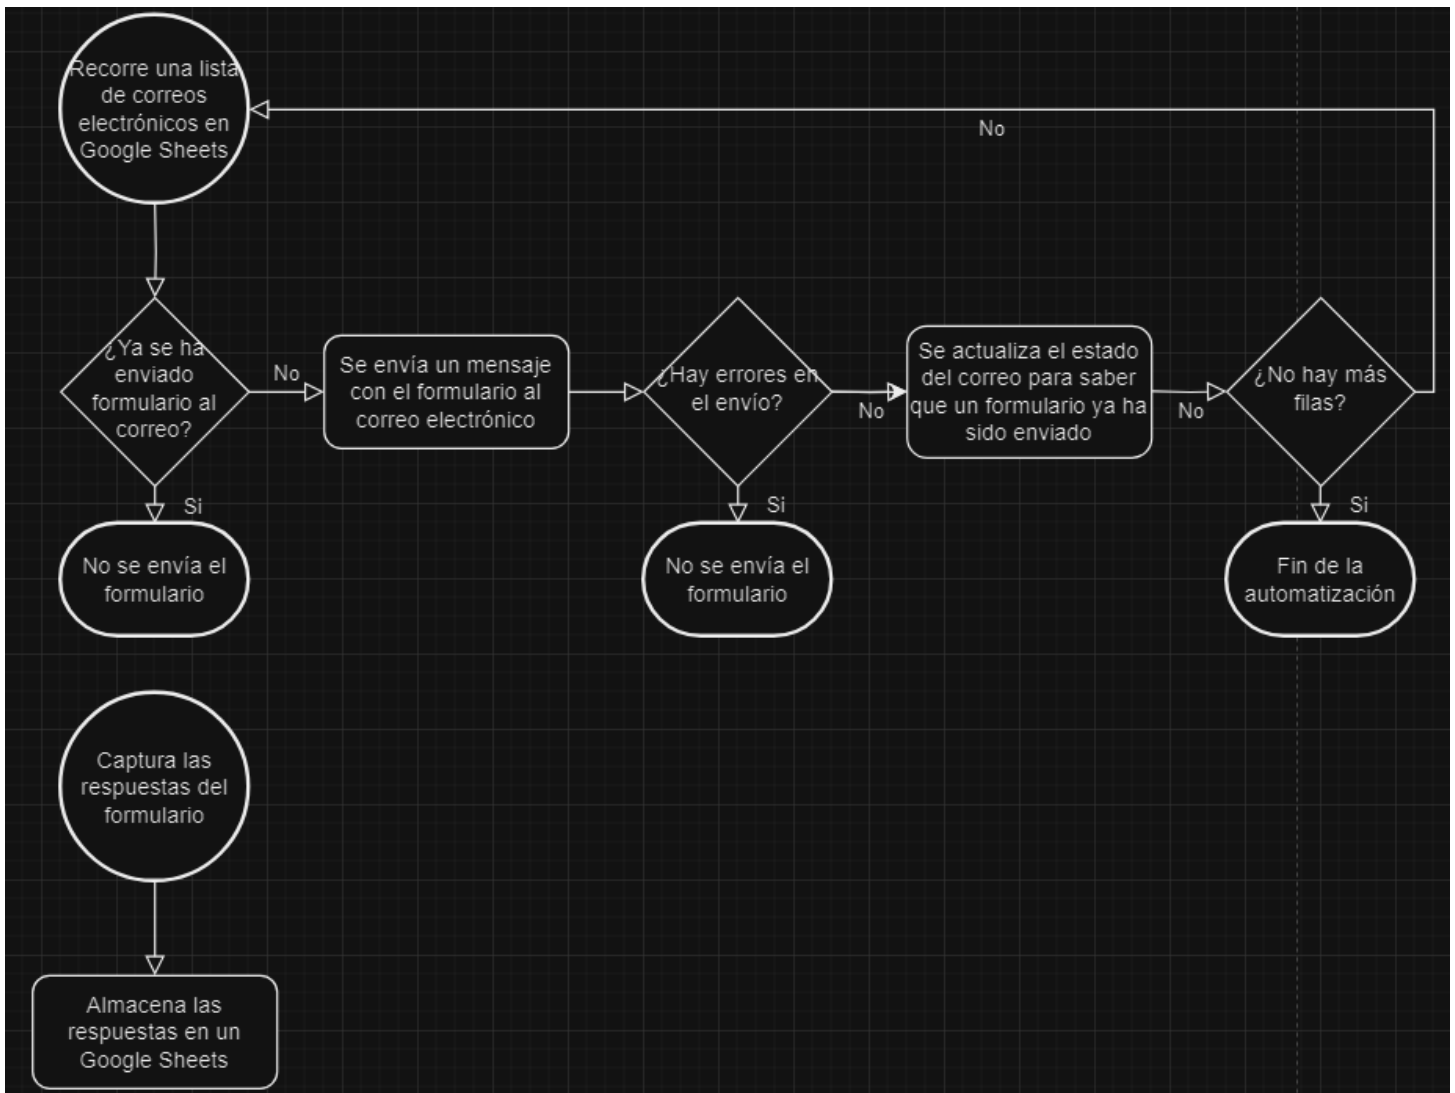 Recorre una lista
de correos
electrónicos en
Google Sheets
No
¿Ya se ha
enviado
formulario al
correo?
No
Se envía un mensaje
con el formulario al
correo electrónico
¿Hay errores en
el envío?
No
Se actualiza el estado
del correo para saber
que un formulario ya ha
sido enviado
No
¿No hay más
filas?
Si
Si
Si
No se envía el
formulario
No se envía el
formulario
Fin de la
automatización
Captura las
respuestas del
formulario
Almacena las
respuestas en un
Google Sheets